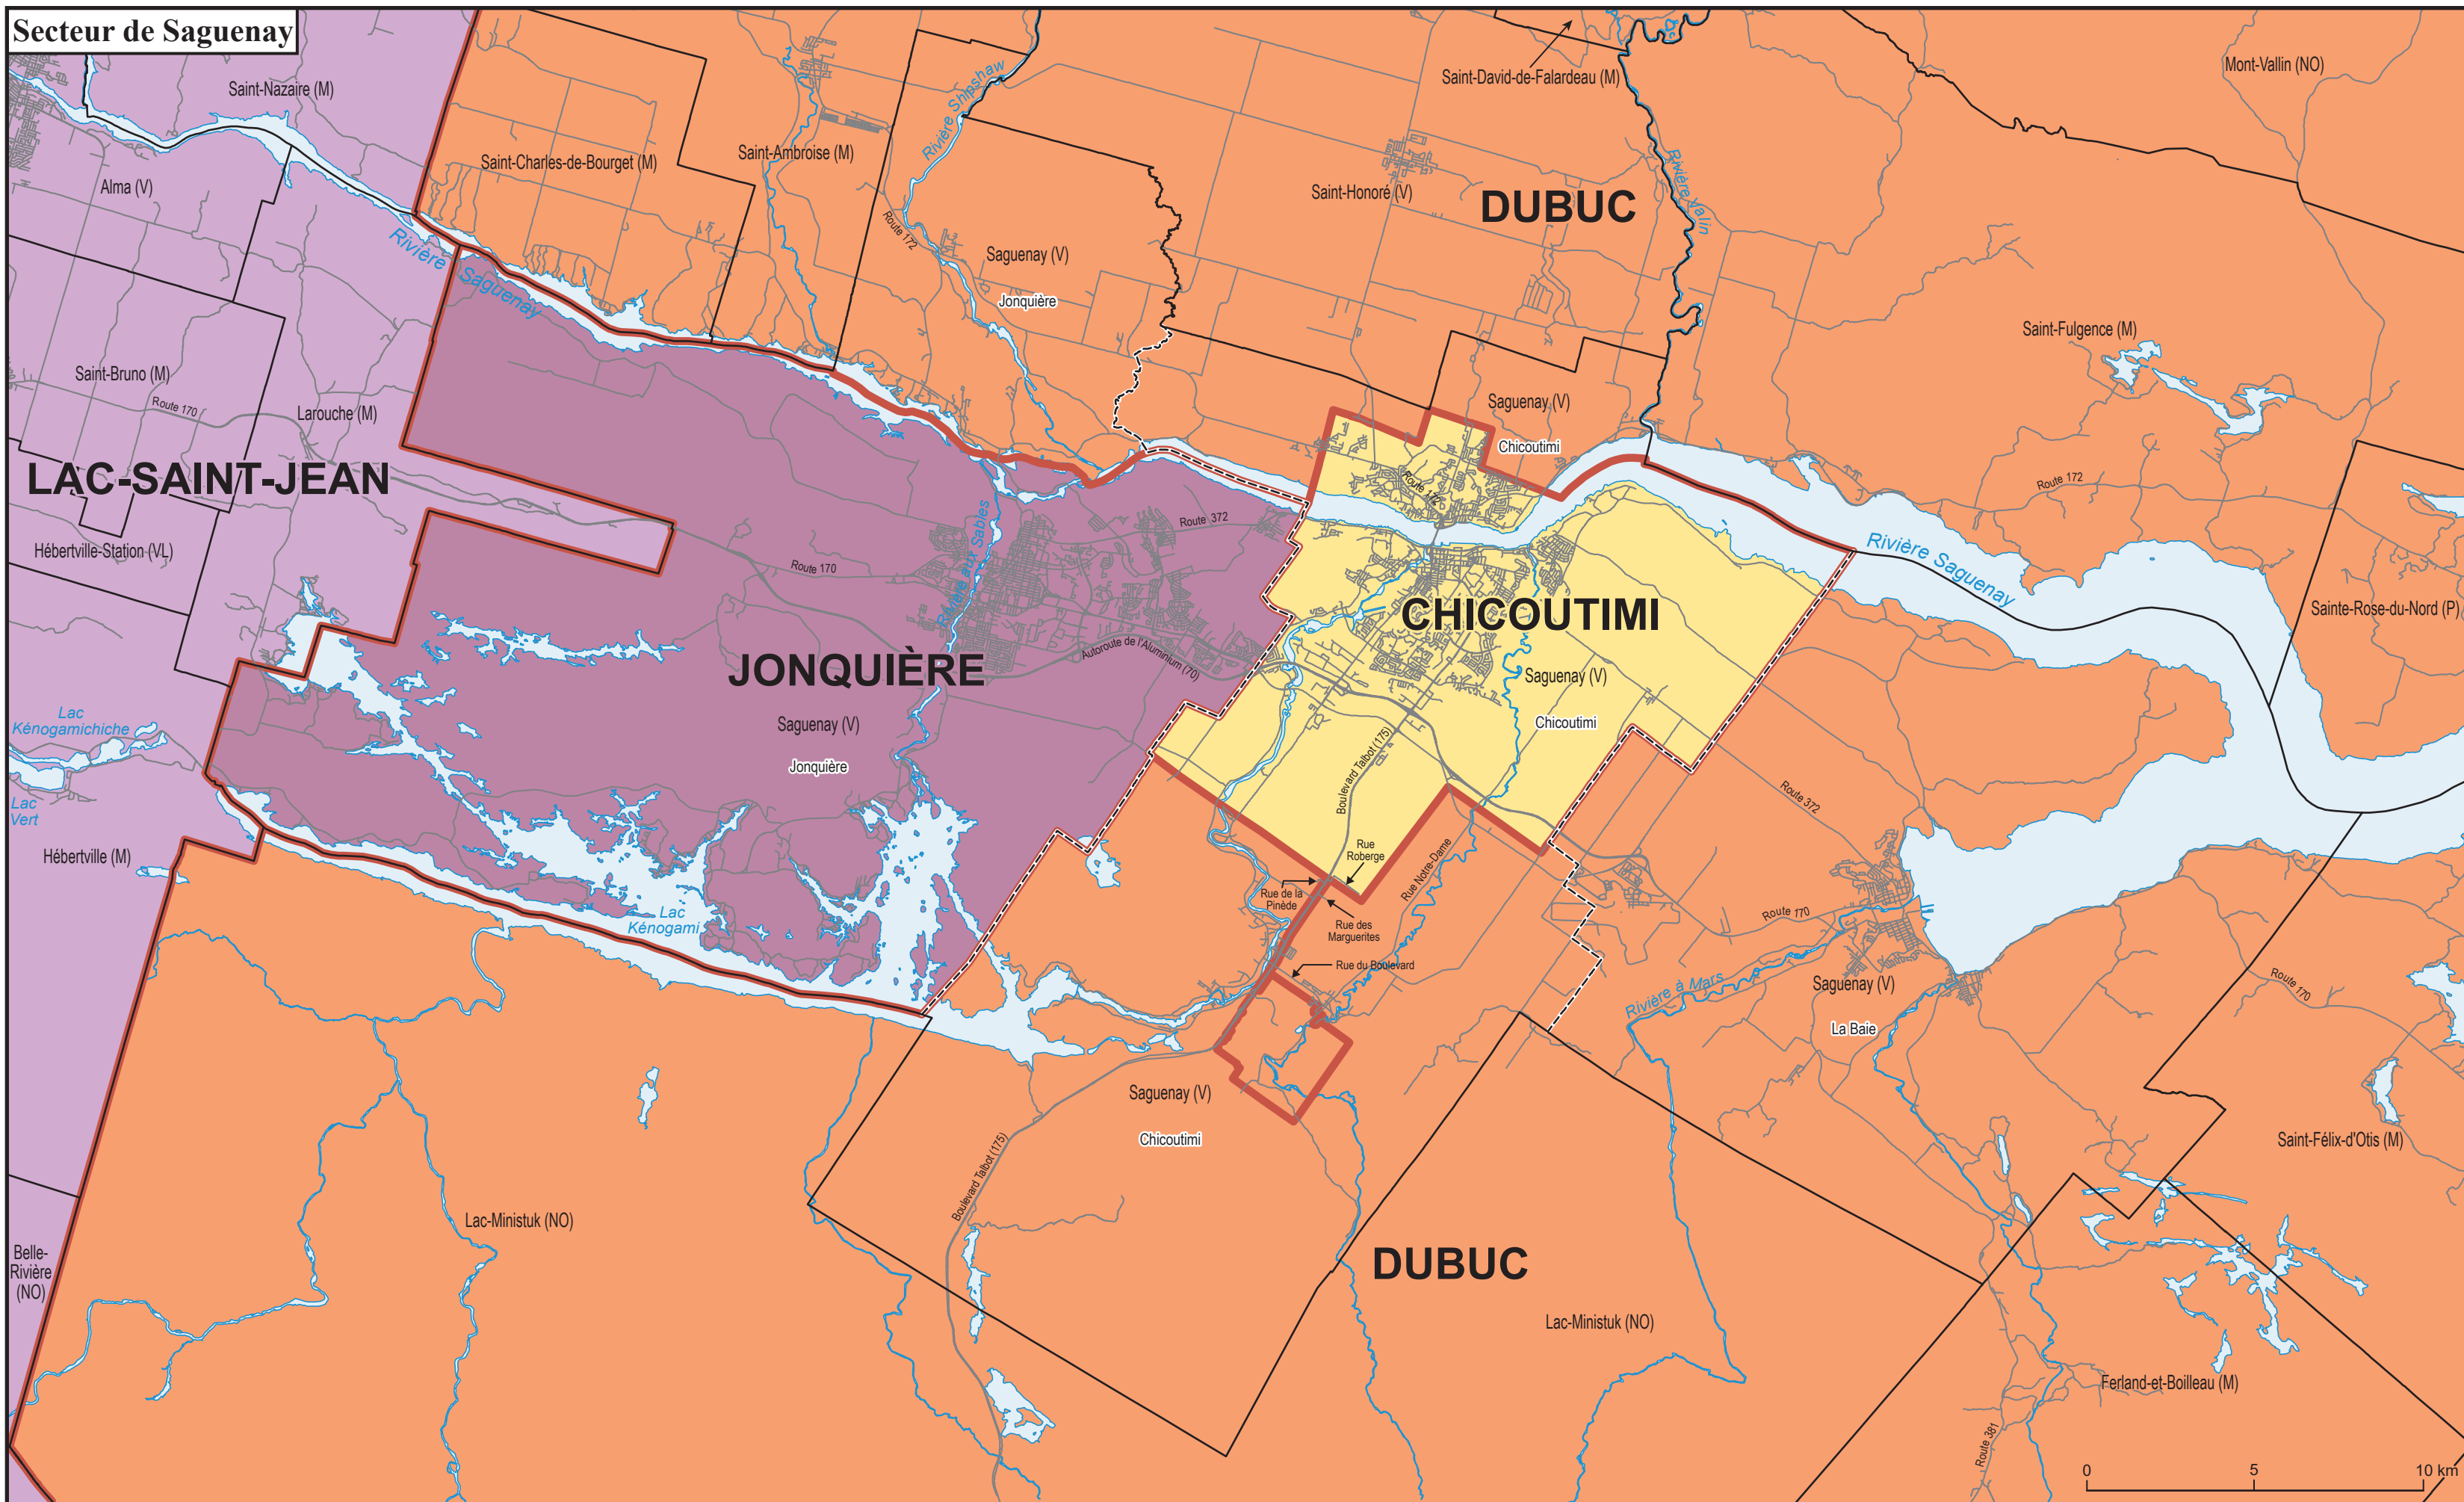 Secteur de Saguenay
Saint-Nazaire (M)
Alma (V)
Saint-Charles-de-Bourget (M)
Saint-Ambroise (M)
Rivière Shipshaw
Route 172
Saguenay (V)
Jonquière
Saint-David-de-Falardeau (M)
Saint-Honoré (V)
DUBUC
Rivière Valin
Mont-Vallin (NO)
Saint-Fulgence (M)
Rivière Saguenay
Saint-Bruno (M)
Route 170
Larouche (M)
LAC-SAINT-JEAN
Hébertville-Station (VL)
Saguenay (V)
Chicoutimi
Route 172
Route 172
Rivière Saguenay
Sainte-Rose-du-Nord (P)
Route 372
Route 170
Rivière aux Sables
Autoroute de l'Aluminium (70)
JONQUIÈRE
Saguenay (V)
Jonquière
CHICOUTIMI
Saguenay (V)
Chicoutimi
Boulevard Talbot (175)
Route 372
Lac
Kénogamichiche
Lac
Vert
Hébertville (M)
Lac
Kénogami
Rue
Roberge
Rue de la
Pinède
Rue des
Marguerites
Rue Notre-Dame
Rue du Boulevard
Route 170
Rivière à Mars
Saguenay (V)
La Baie
Route 170
Saint-Félix-d'Otis (M)
Saguenay (V)
Chicoutimi
Boulevard Talbot (175)
Lac-Ministuk (NO)
Belle-
Rivière
(NO)
DUBUC
Lac-Ministuk (NO)
Ferland-et-Boilleau (M)
Route 381
0 5 10 km